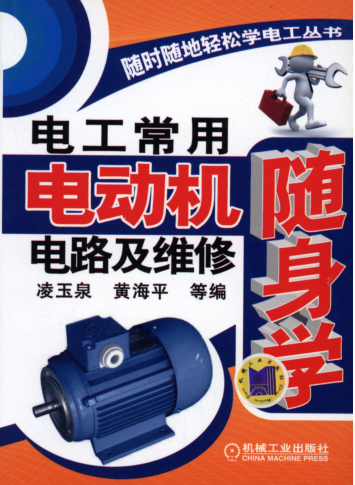 随时随地轻松学电工丛书
电工常用
电动机
电路及维修
随身学
凌玉泉 黄海平 等编
机械工业出版社
CHINA MACHINE PRESS